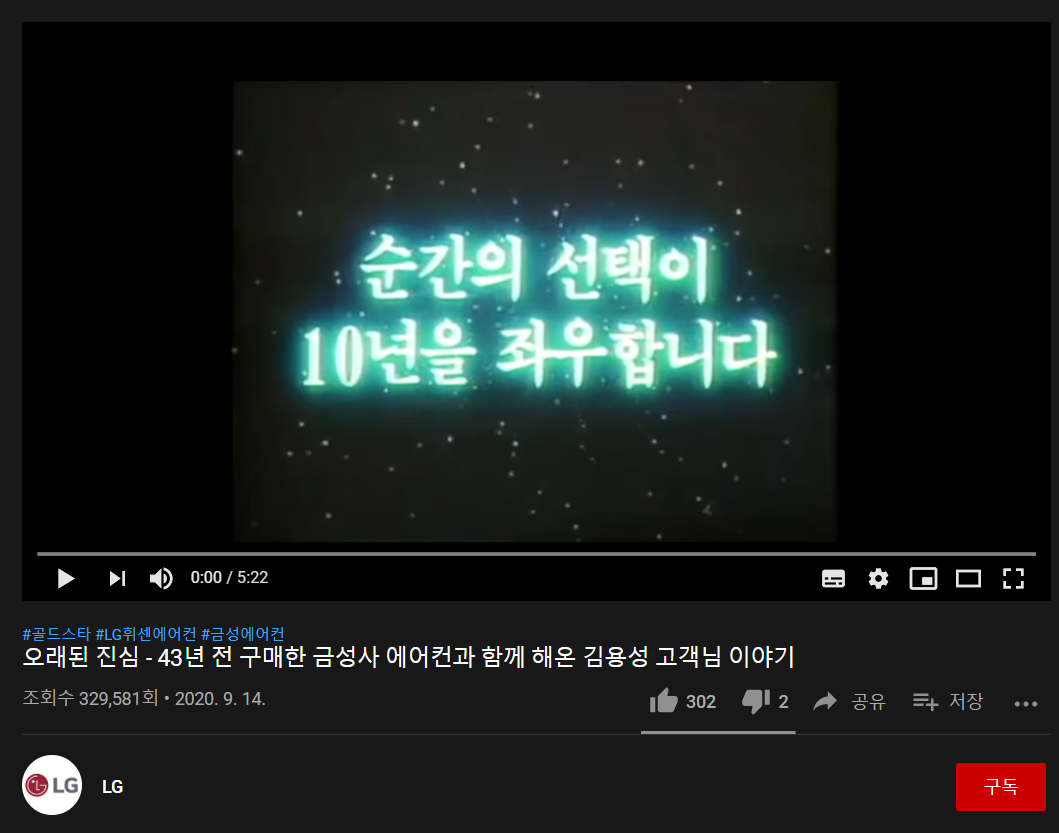 순간의 선택이
10년을 좌우합니다
0:00 / 5:22
#골드스타 #LG휘센에어컨 #금성에어컨
오래된 진심 - 43년 전 구매한 금성사 에어컨과 함께 해온 김용성 고객님 이야기
조회수 329,581회 • 2020. 9. 14.
302 2 공유 저장
LG LG
구독